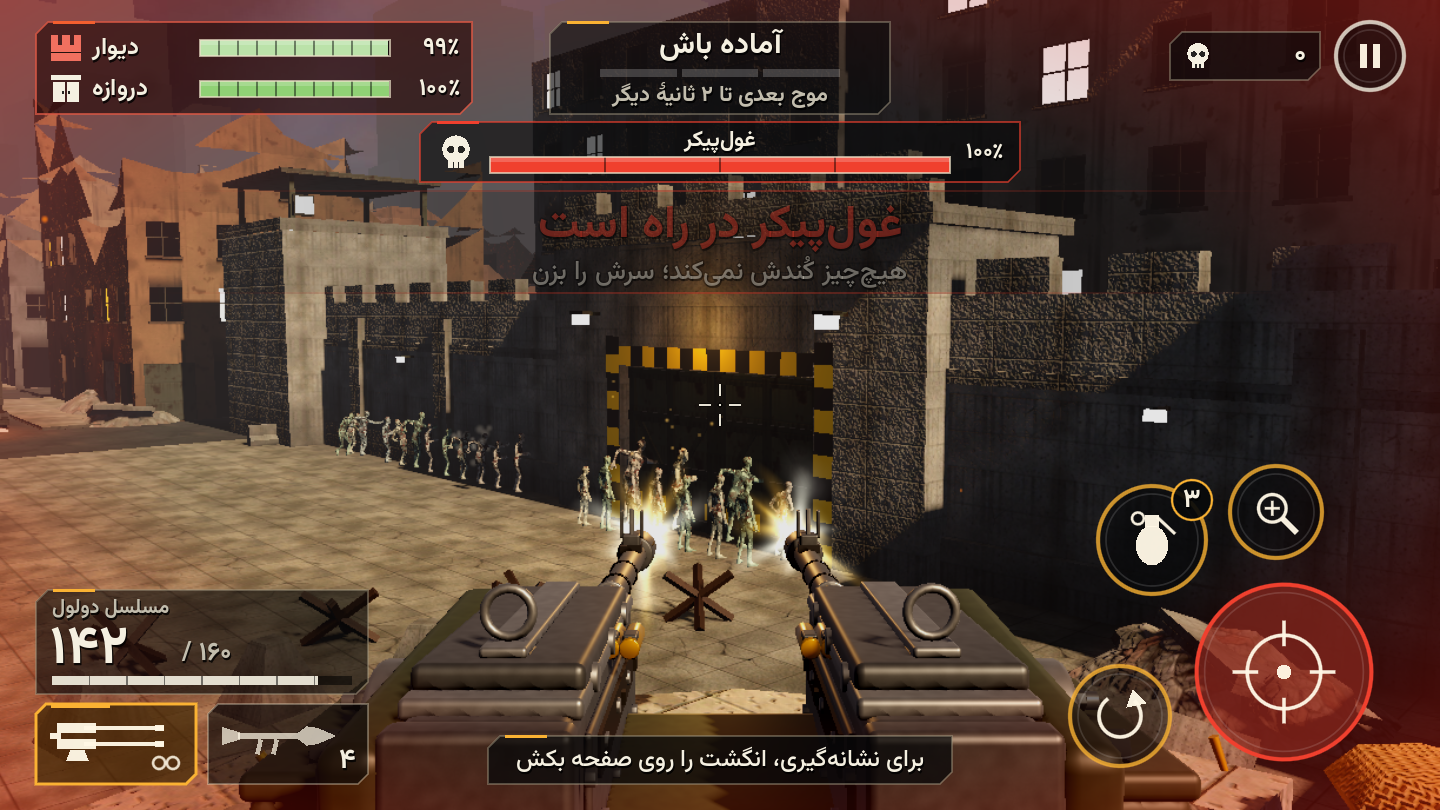 دیوار ۹۹٪
دروازه ۱۰۰٪
آماده باش
موج بعدی تا ۲ ثانیهٔ دیگر
۰
غول‌پیکر
۱۰۰٪
غول‌پیکر در راه است
هیچ‌چیز کُندش نمی‌کند؛ سرش را بزن
۳
مسلسل دولول
۱۴۲ / ۱۶۰
∞
۴
برای نشانه‌گیری، انگشت را روی صفحه بکش